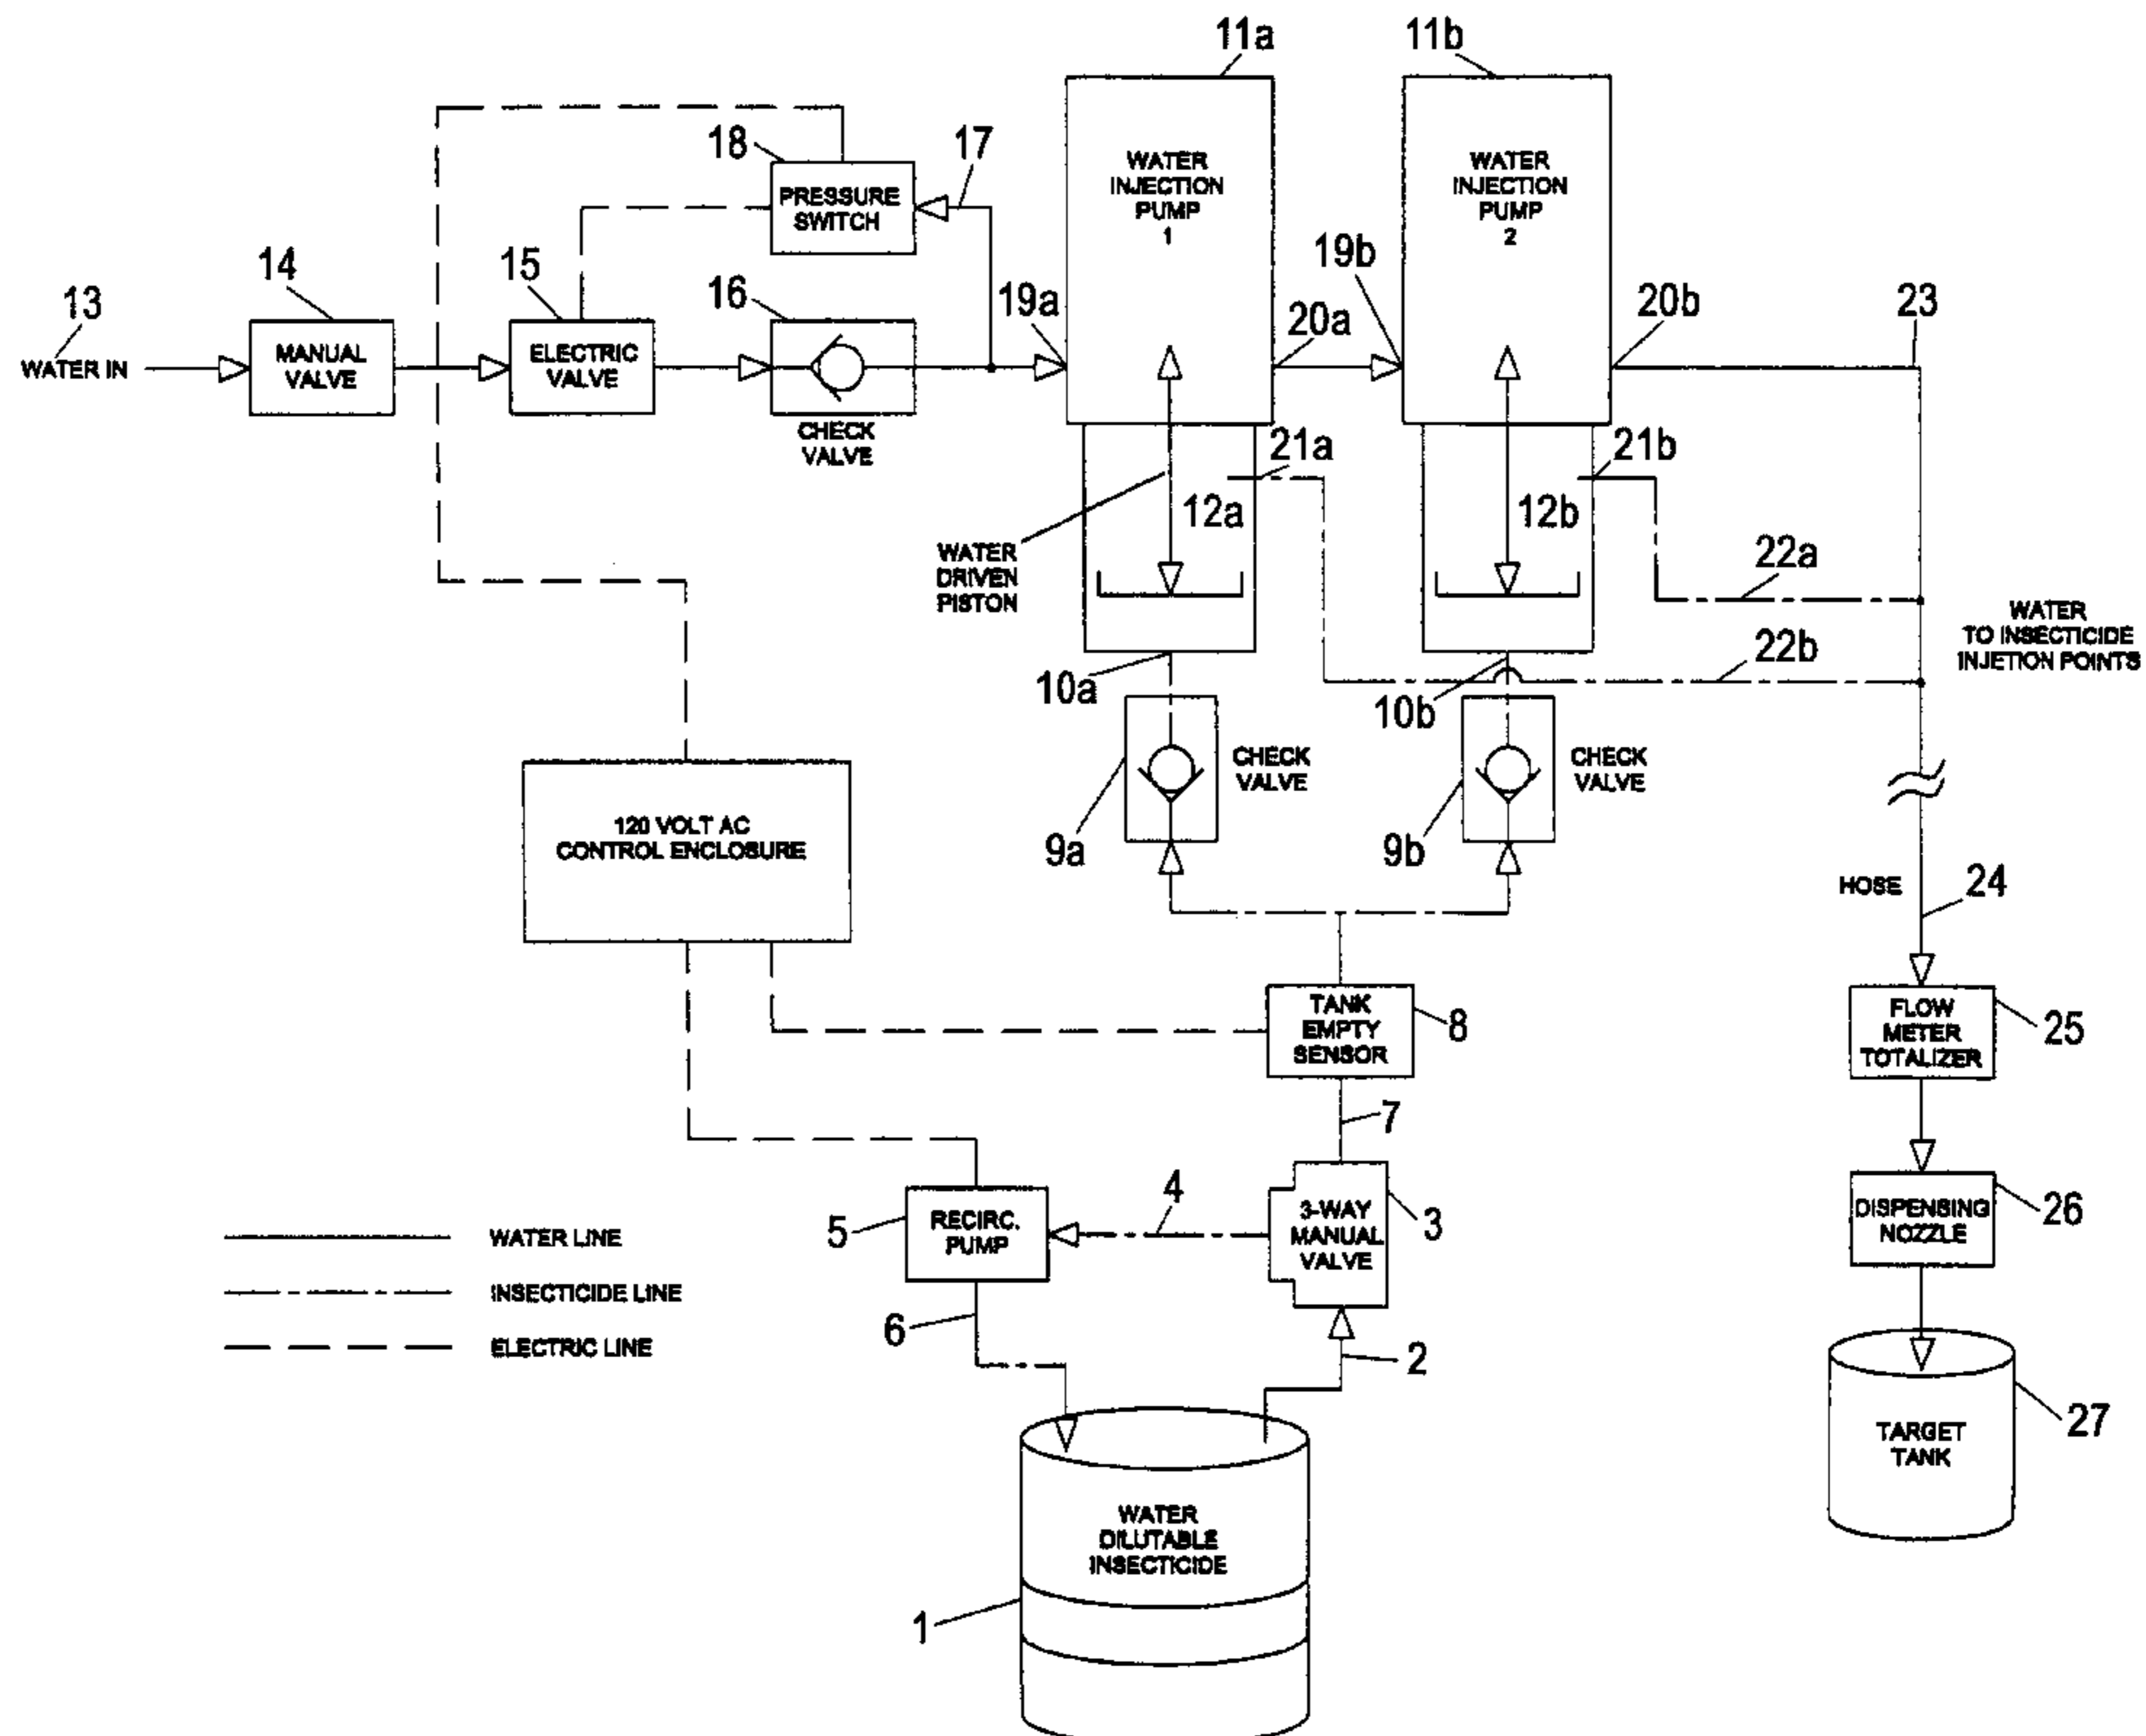 11a
11b
18
17
WATER
INJECTION
PUMP
1
WATER
INJECTION
PUMP
2
PRESSURE
SWITCH
13
14
15
16
19a
20a
19b
20b
23
WATER IN
MANUAL
VALVE
ELECTRIC
VALVE
CHECK
VALVE
21a
21b
12a
12b
WATER
DRIVEN
PISTON
22a
WATER
TO INSECTICIDE
INJETION POINTS
22b
10a
10b
CHECK
VALVE
CHECK
VALVE
9a
9b
120 VOLT AC
CONTROL ENCLOSURE
HOSE
24
TANK
EMPTY
SENSOR
8
FLOW
METER
TOTALIZER
25
7
4
5
RECIRC.
PUMP
3-WAY
MANUAL
VALVE
3
DISPENSING
NOZZLE
26
WATER LINE
INSECTICIDE LINE
ELECTRIC LINE
6
2
TARGET
TANK
27
WATER
DILUTABLE
INSECTICIDE
1